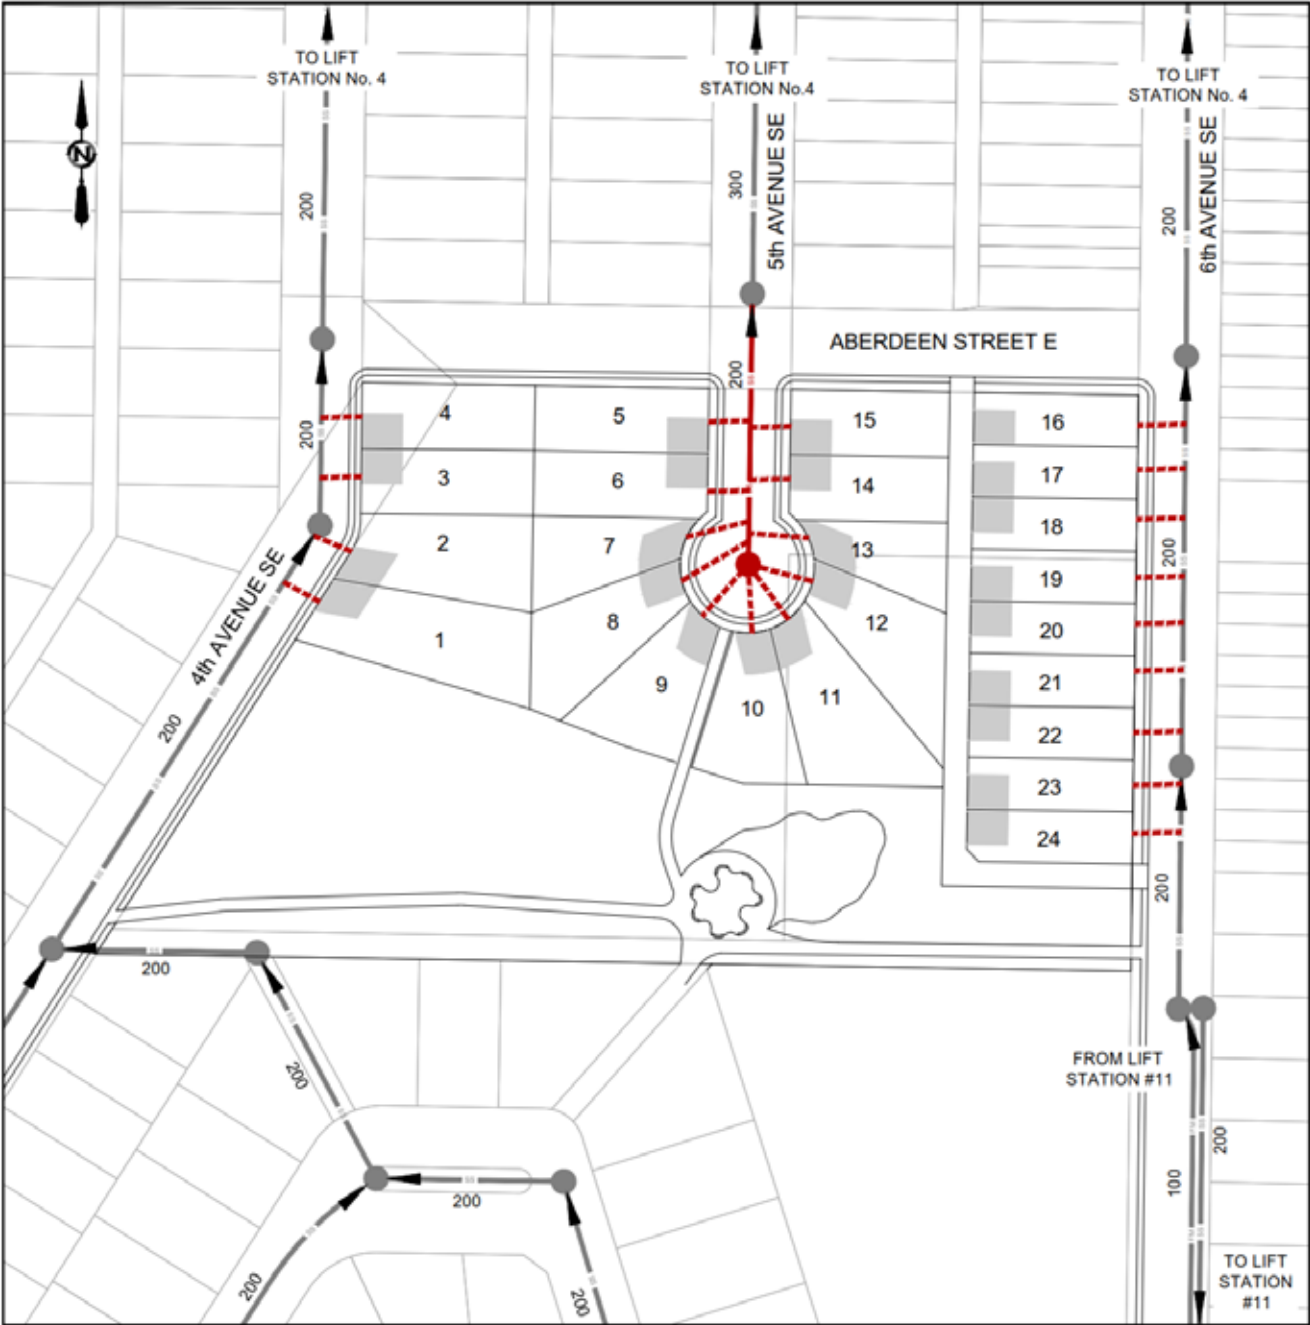 TO LIFT
STATION No. 4
TO LIFT
STATION No.4
TO LIFT
STATION No. 4
N
200
300
5th AVENUE SE
200
6th AVENUE SE
ABERDEEN STREET E
200
200
4
5
15
16
3
6
14
17
2
7
13
18
200
19
8
12
20
1
4th AVENUE SE
9
10
11
21
22
200
23
24
200
200
FROM LIFT
STATION #11
200
200
100
200
200
200
TO LIFT
STATION
#11